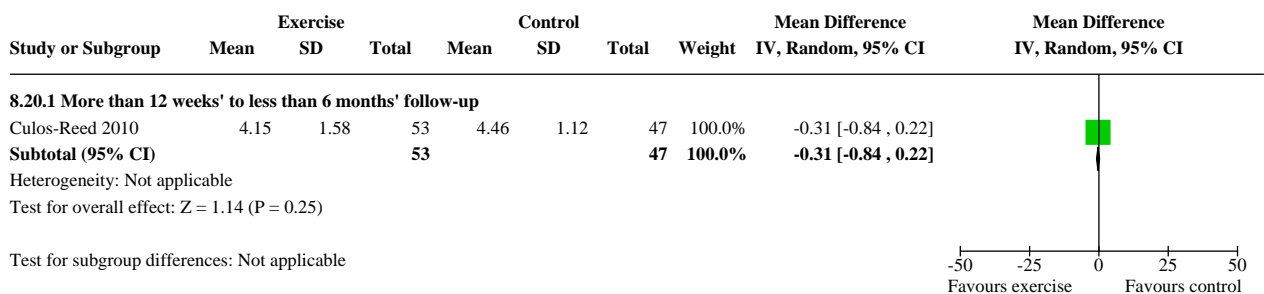 Exercise Control Mean Difference Mean Difference
Study or Subgroup Mean SD Total Mean SD Total Weight IV, Random, 95% CI IV, Random, 95% CI
8.20.1 More than 12 weeks' to less than 6 months' follow-up
Culos-Reed 2010 4.15 1.58 53 4.46 1.12 47 100.0% -0.31 [-0.84 , 0.22]
Subtotal (95% CI) 53 47 100.0% -0.31 [-0.84 , 0.22]
Heterogeneity: Not applicable
Test for overall effect: Z = 1.14 (P = 0.25)
Test for subgroup differences: Not applicable
-50 -25 0 25 50
Favours exercise Favours control